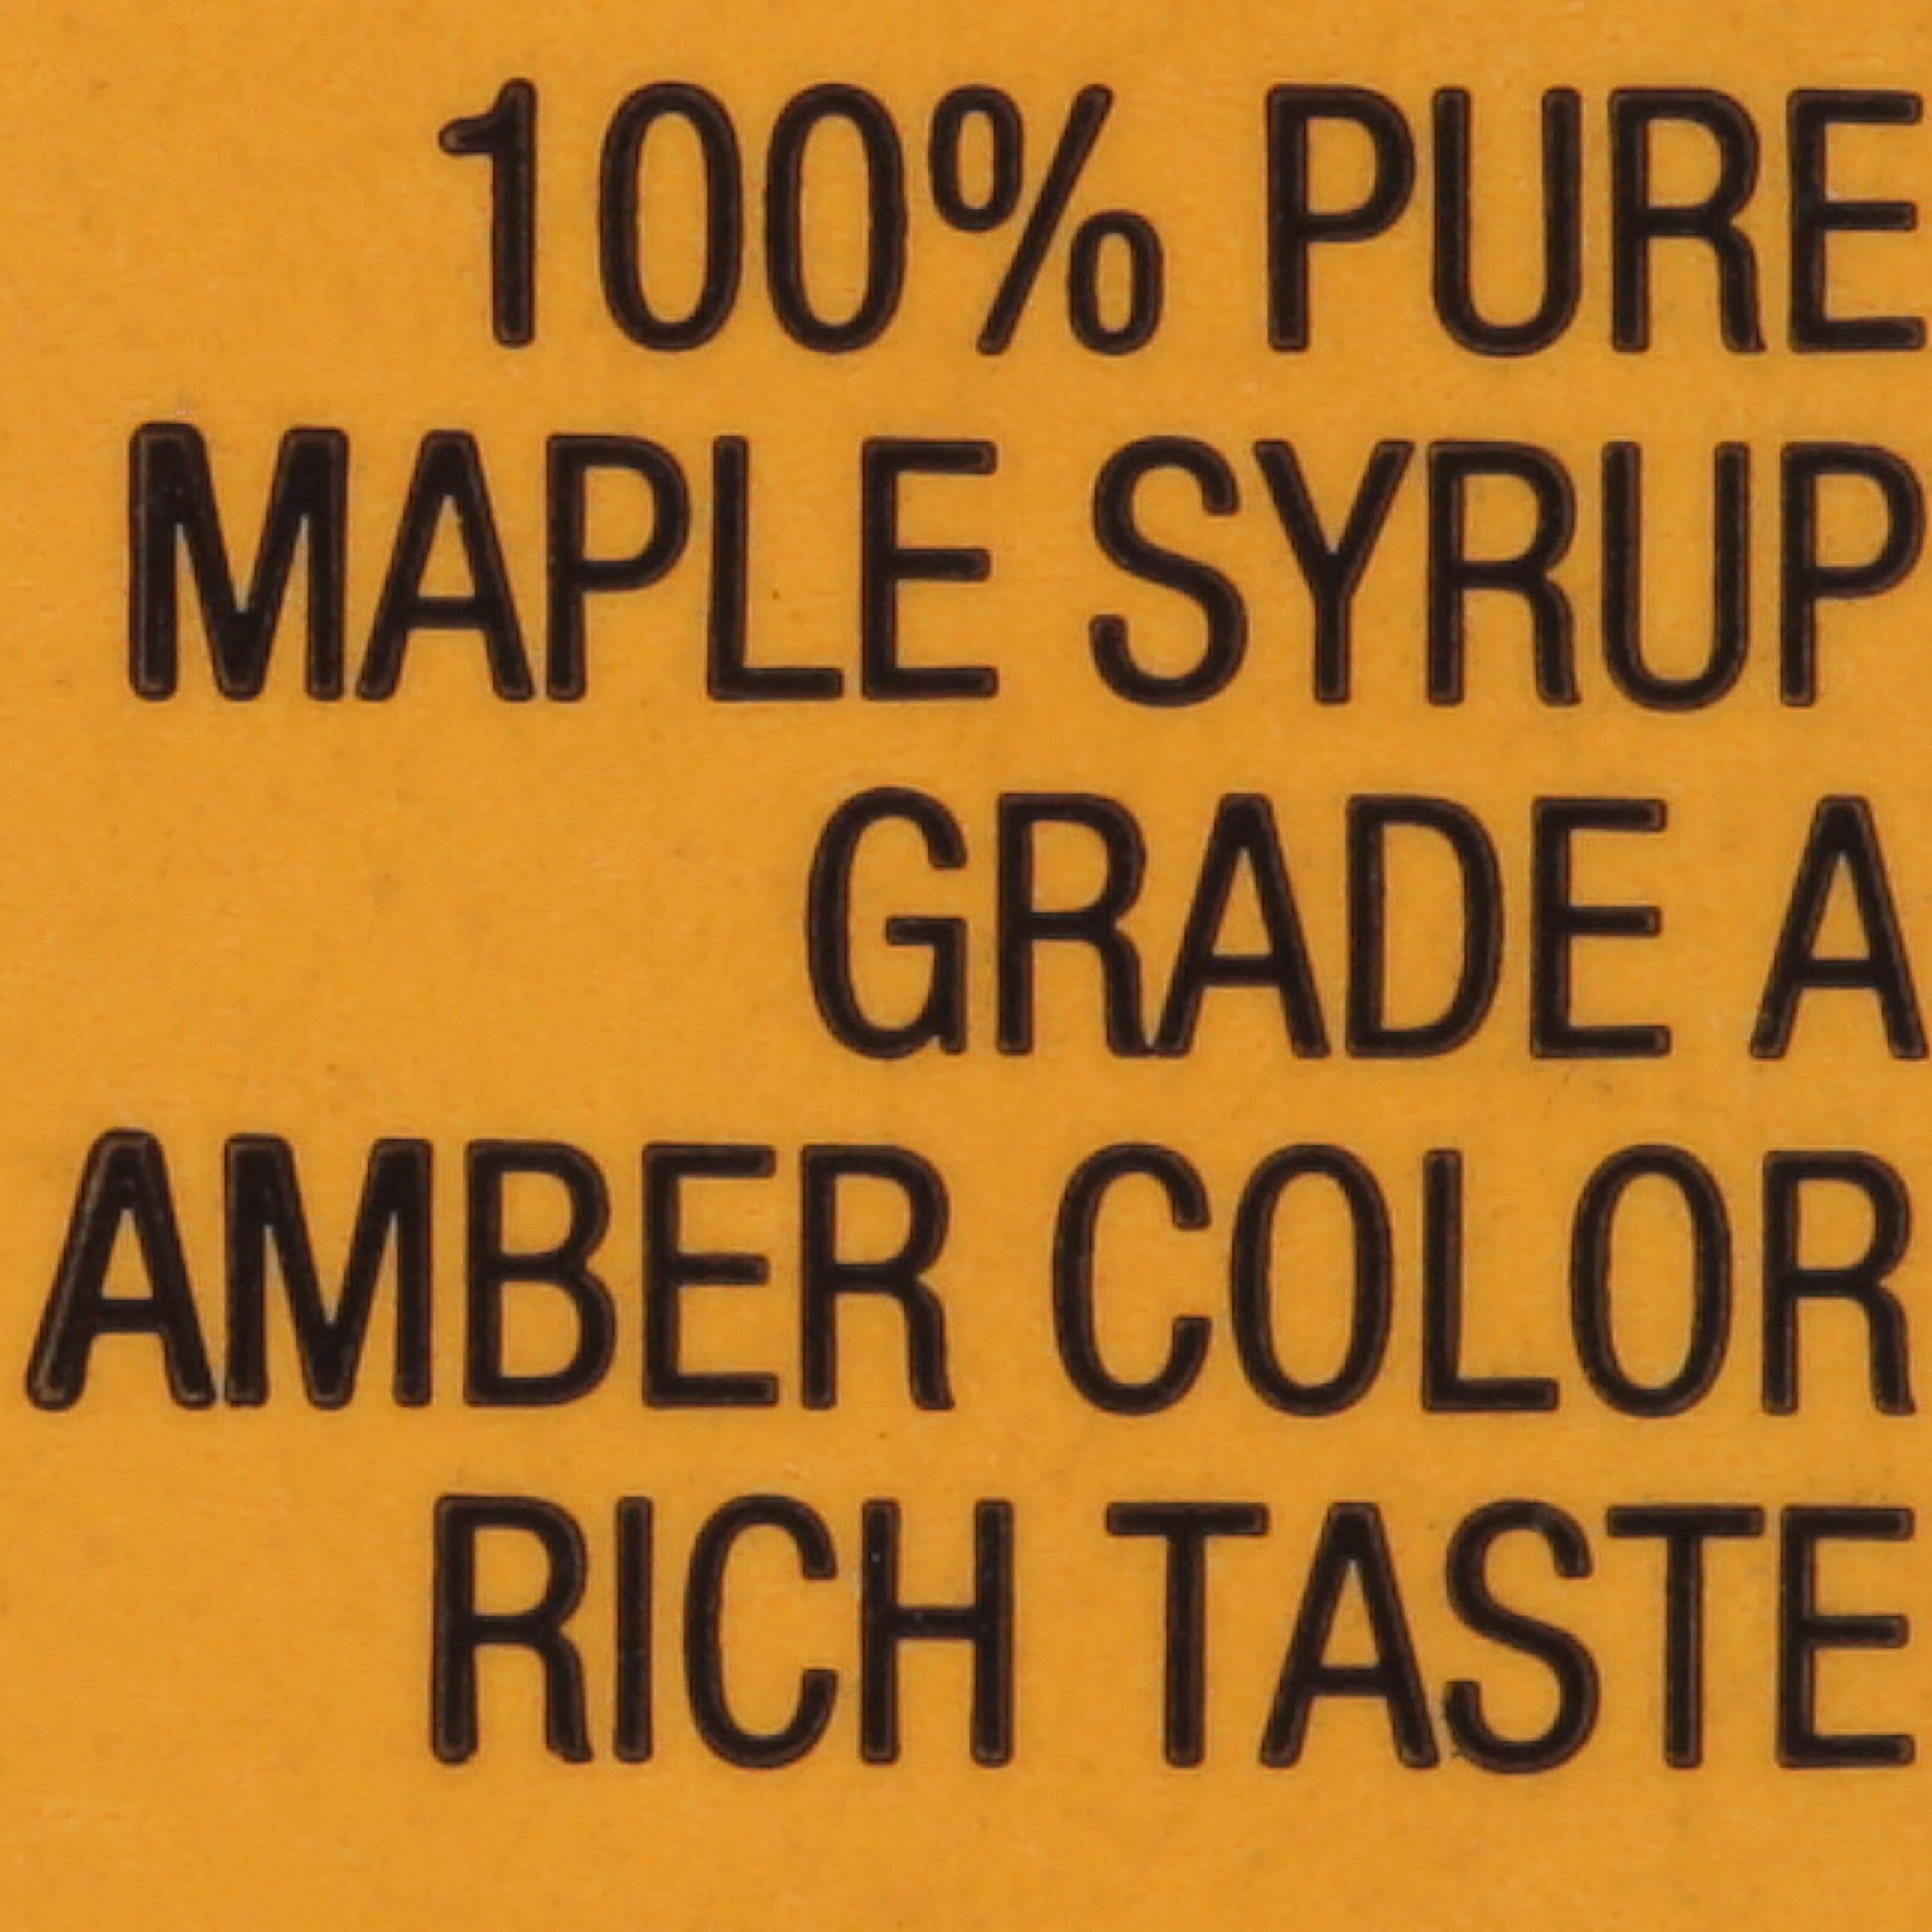 100% PURE
MAPLE SYRUP
GRADE A
AMBER COLOR
RICH TASTE